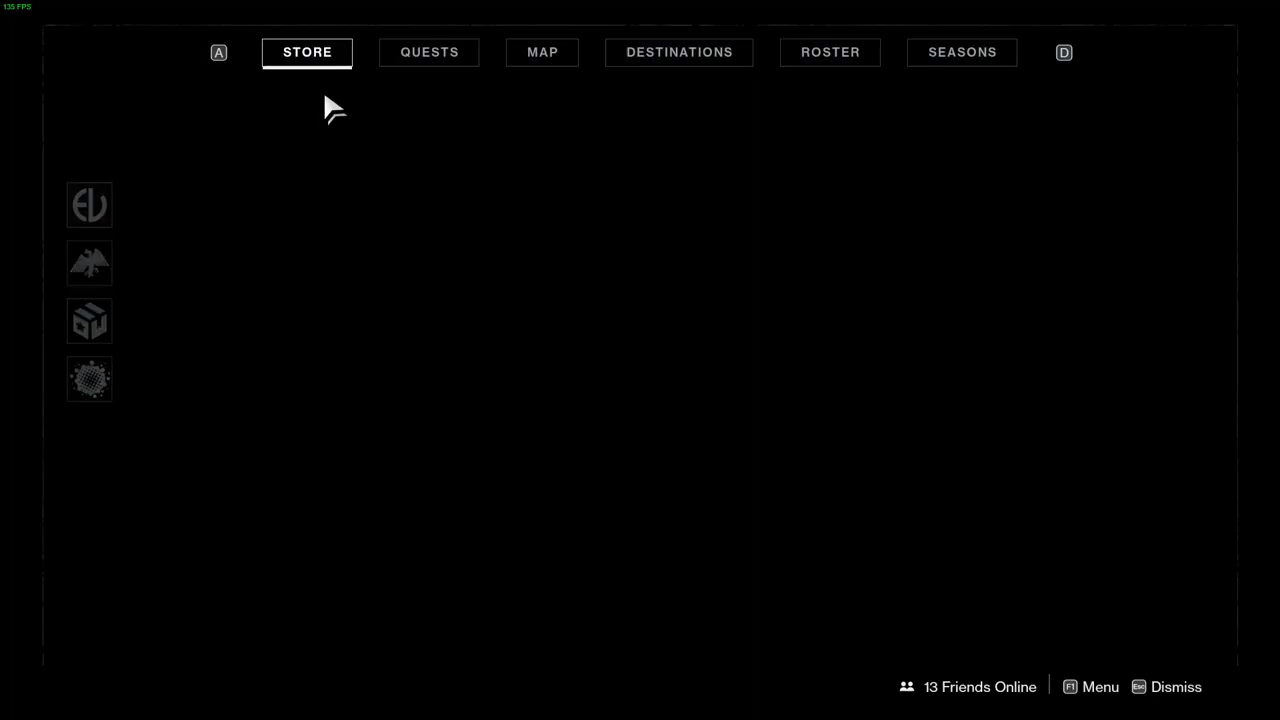 135 FPS
A STORE QUESTS MAP DESTINATIONS ROSTER SEASONS D
13 Friends Online F1 Menu Esc Dismiss